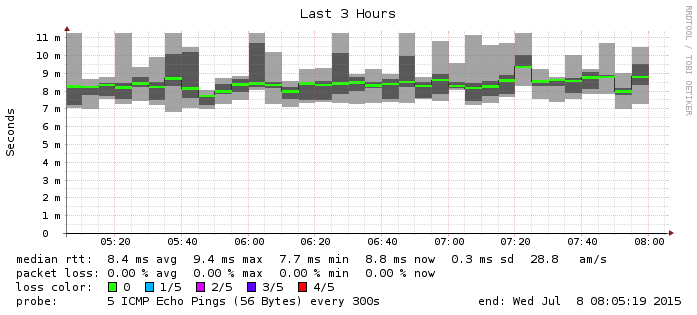 Last 3 Hours
RRDTOOL / TOBI OETIKER
Seconds
11 m
10 m
9 m
8 m
7 m
6 m
5 m
4 m
3 m
2 m
1 m
0
05:20 05:40 06:00 06:20 06:40 07:00 07:20 07:40 08:00
median rtt: 8.4 ms avg 9.4 ms max 7.7 ms min 8.8 ms now 0.3 ms sd 28.8 am/s
packet loss: 0.00 % avg 0.00 % max 0.00 % min 0.00 % now
loss color: 0 1/5 2/5 3/5 4/5
probe: 5 ICMP Echo Pings (56 Bytes) every 300s end: Wed Jul 8 08:05:19 2015